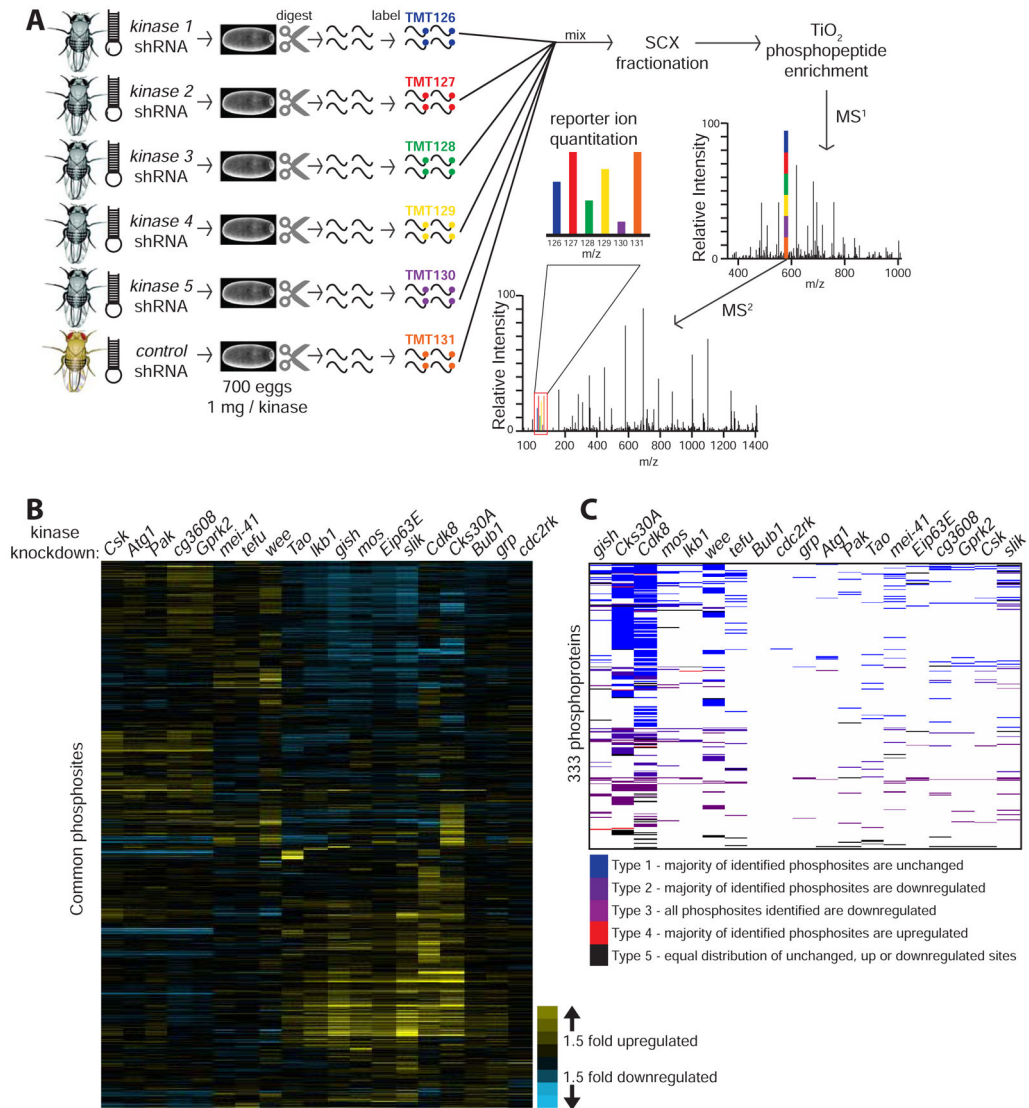 A
kinase 1
shRNA
digest
label
TMT126
kinase 2
shRNA
TMT127
kinase 3
shRNA
TMT128
kinase 4
shRNA
TMT129
kinase 5
shRNA
TMT130
control
shRNA
TMT131
700 eggs
1 mg / kinase
mix
SCX
fractionation
TiO2
phosphopeptide
enrichment
MS1
reporter ion
quantitation
126 127 128 129 130 131
m/z
100
Relative Intensity
0
400 600 800 1000
m/z
MS2
100
Relative Intensity
0
100 200 400 600 800 1000 1200 1400
m/z
B
kinase
knockdown:
Csk Atg1 Pak cg3608 Gprk2 mei-41 tefu wee Tao lkb1 gish mos Eip63E slik Cdk8 Cks30A Bub1 grp cdc2rk
Common phosphosites
1.5 fold upregulated
1.5 fold downregulated
C
gish Cks30A Cdk8 mos lkb1 wee tefu Bub1 cdc2rk grp Atg1 Pak Tao mei-41 Eip63E cg3608 Gprk2 Csk slik
333 phosphoproteins
Type 1 - majority of identified phosphosites are unchanged
Type 2 - majority of identified phosphosites are downregulated
Type 3 - all phosphosites identified are downregulated
Type 4 - majority of identified phosphosites are upregulated
Type 5 - equal distribution of unchanged, up or downregulated sites